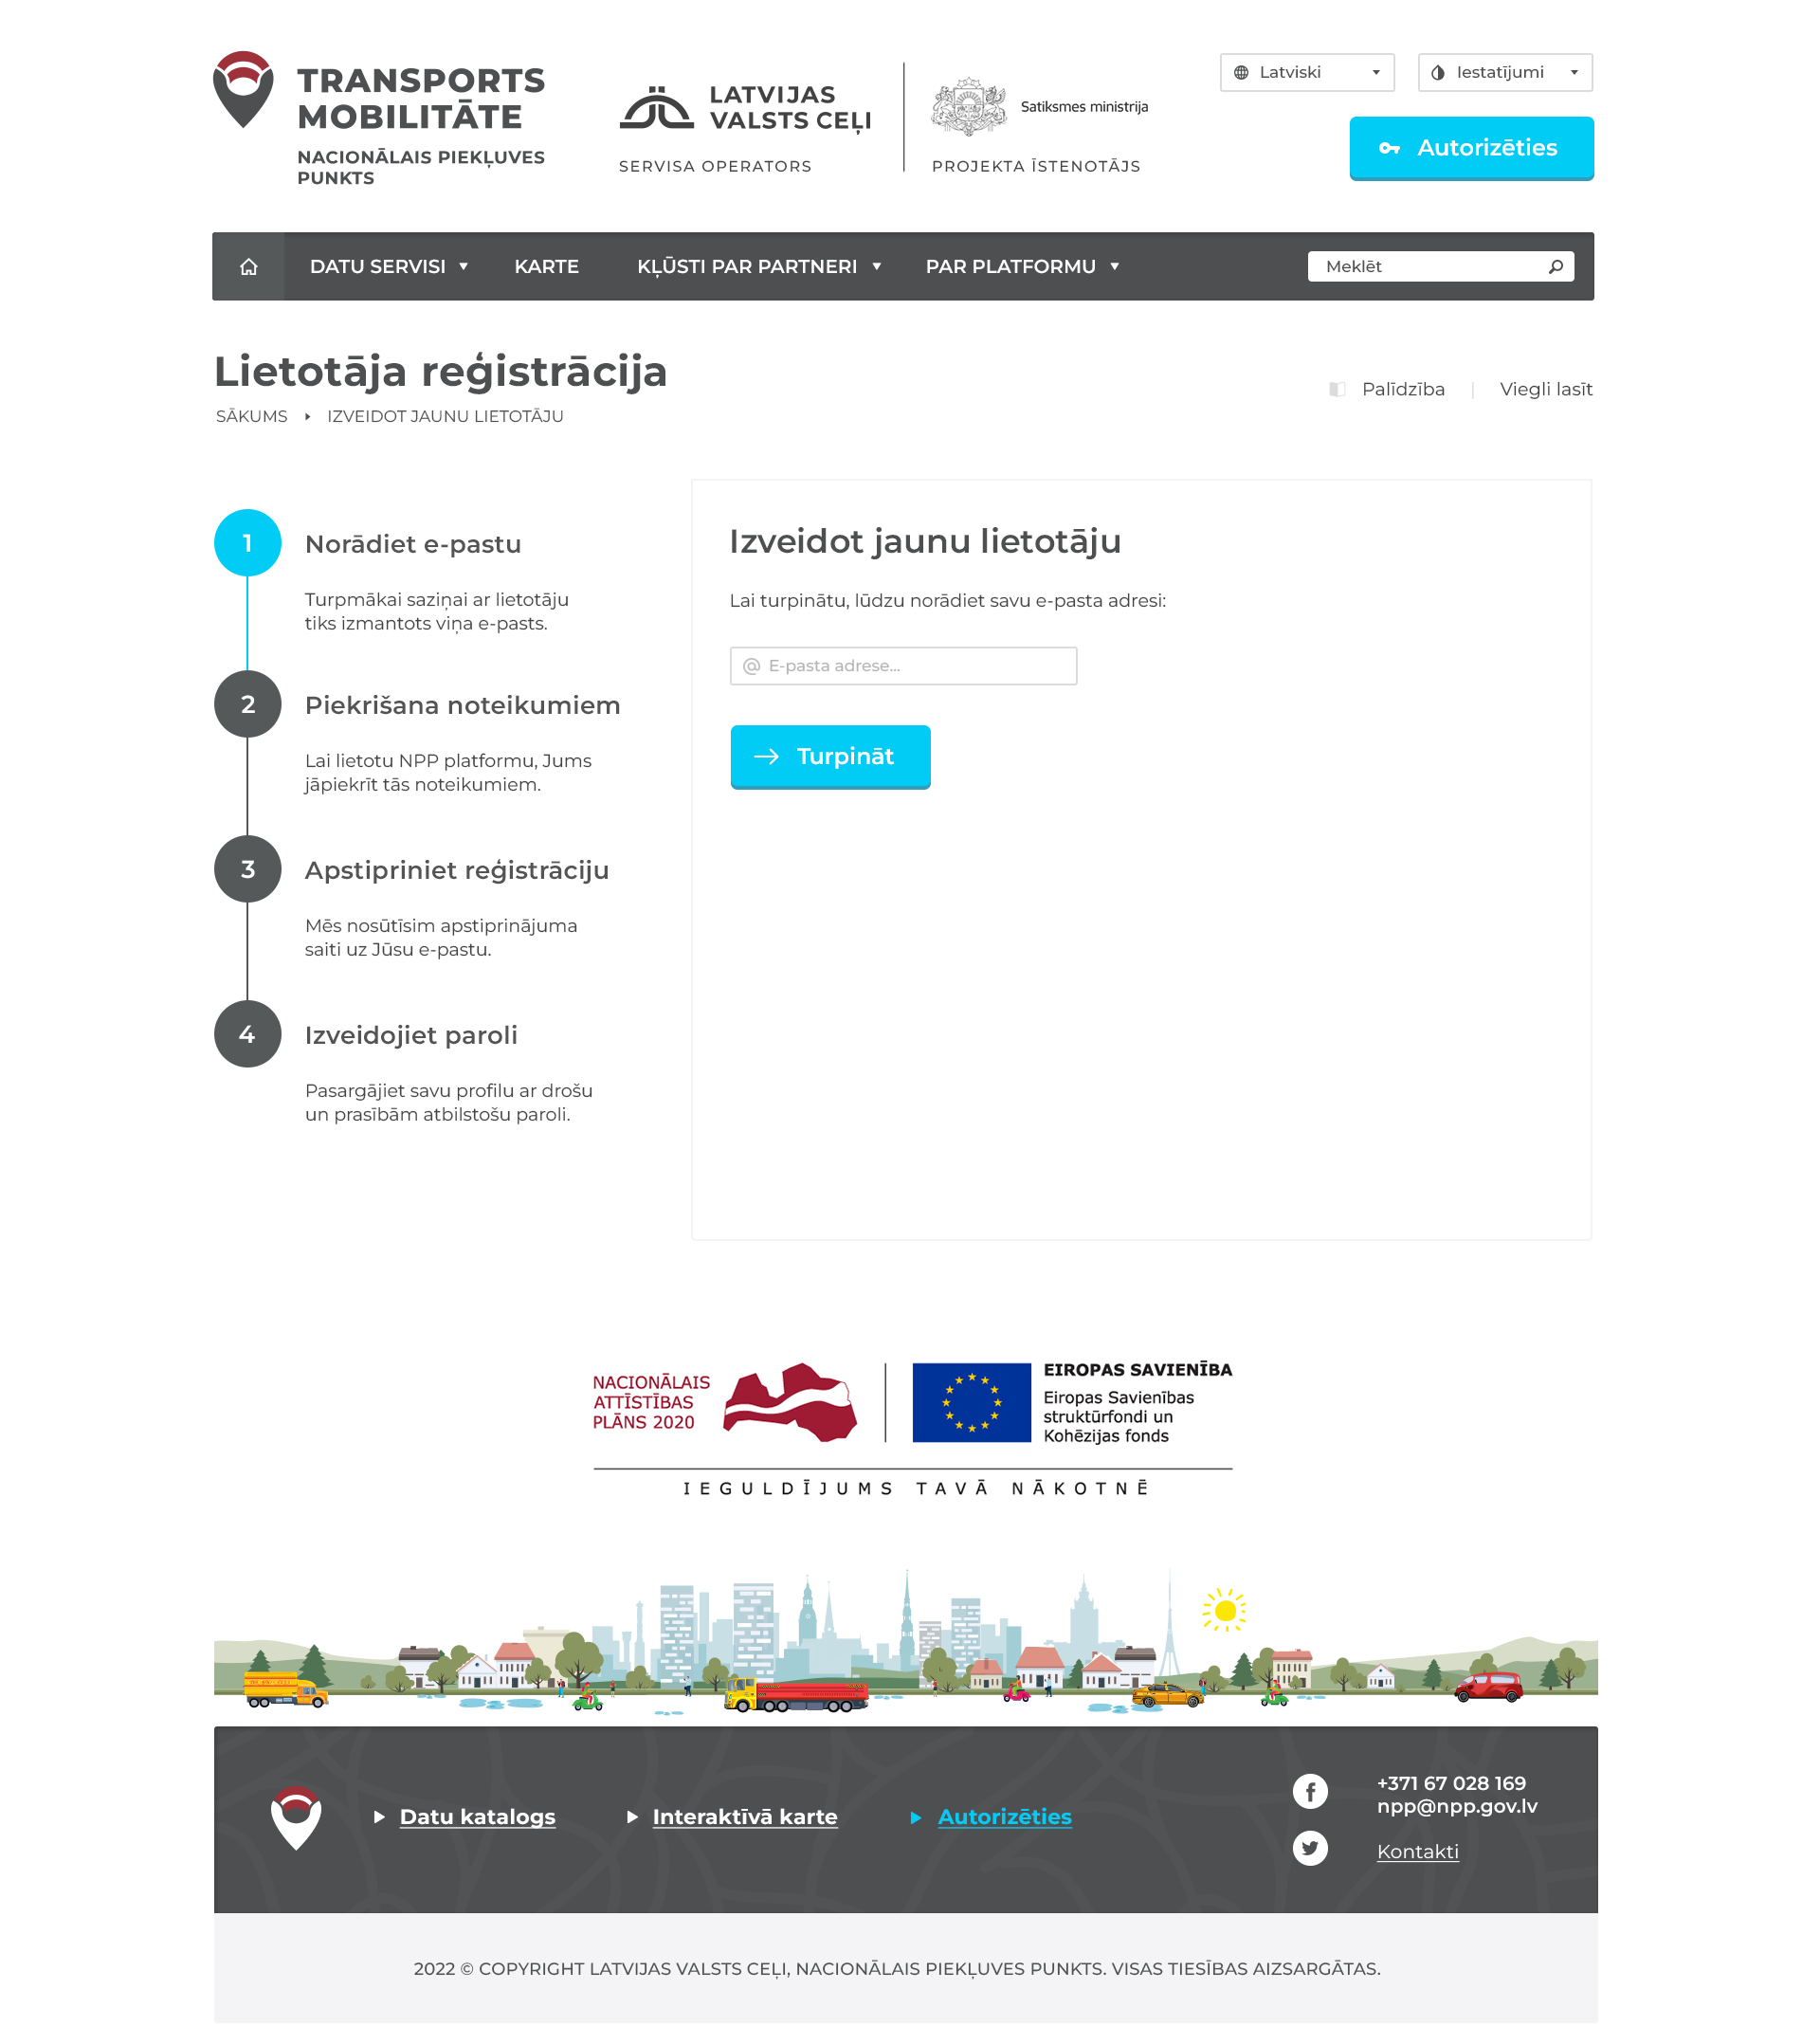 TRANSPORTS
MOBILITĀTE
NACIONĀLAIS PIEKĻUVES
PUNKTS
LATVIJAS
VALSTS CEĻI
SERVISA OPERATORS
Satiksmes ministrija
PROJEKTA ĪSTENOTĀJS
Latviski
Iestatījumi
Autorizēties
DATU SERVISI
KARTE
KĻŪSTI PAR PARTNERI
PAR PLATFORMU
Meklēt
Lietotāja reģistrācija
SĀKUMS
IZVEIDOT JAUNU LIETOTĀJU
Palīdzība
Viegli lasīt
1
Norādiet e-pastu
Turpmākai saziņai ar lietotāju
tiks izmantots viņa e-pasts.
2
Piekrišana noteikumiem
Lai lietotu NPP platformu, Jums
jāpiekrīt tās noteikumiem.
3
Apstipriniet reģistrāciju
Mēs nosūtīsim apstiprinājuma
saiti uz Jūsu e-pastu.
4
Izveidojiet paroli
Pasargājiet savu profilu ar drošu
un prasībām atbilstošu paroli.
Izveidot jaunu lietotāju
Lai turpinātu, lūdzu norādiet savu e-pasta adresi:
@ E-pasta adrese...
Turpināt
NACIONĀLAIS
ATTĪSTĪBAS
PLĀNS 2020
EIROPAS SAVIENĪBA
Eiropas Savienības
struktūrfondi un
Kohēzijas fonds
IEGULDĪJUMS TAVĀ NĀKOTNĒ
Datu katalogs
Interaktīvā karte
Autorizēties
+371 67 028 169
npp@npp.gov.lv
Kontakti
2022 © COPYRIGHT LATVIJAS VALSTS CEĻI, NACIONĀLAIS PIEKĻUVES PUNKTS. VISAS TIESĪBAS AIZSARGĀTAS.